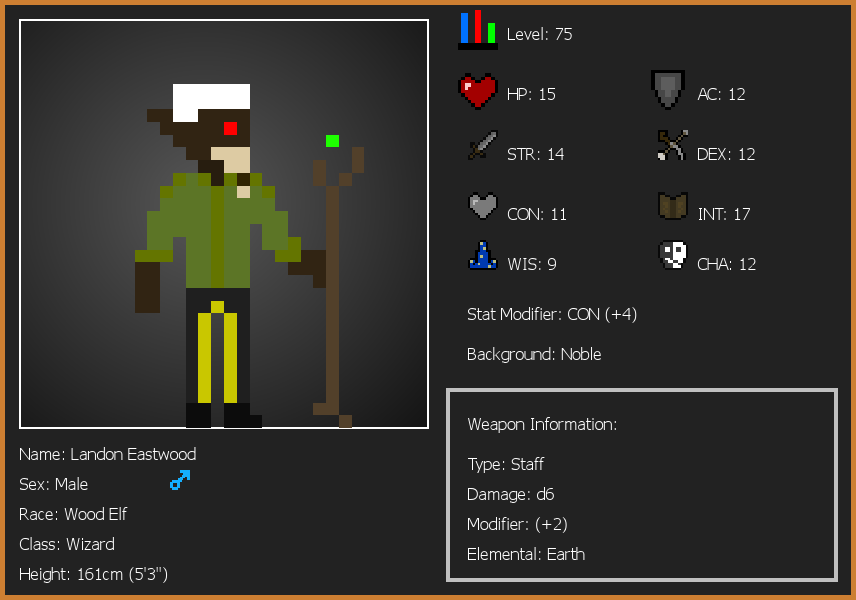 Level: 75
HP: 15
AC: 12
STR: 14
DEX: 12
CON: 11
INT: 17
WIS: 9
CHA: 12
Stat Modifier: CON (+4)
Background: Noble
Weapon Information:
Type: Staff
Damage: d6
Modifier: (+2)
Elemental: Earth
Name: Landon Eastwood
Sex: Male
Race: Wood Elf
Class: Wizard
Height: 161cm (5'3")